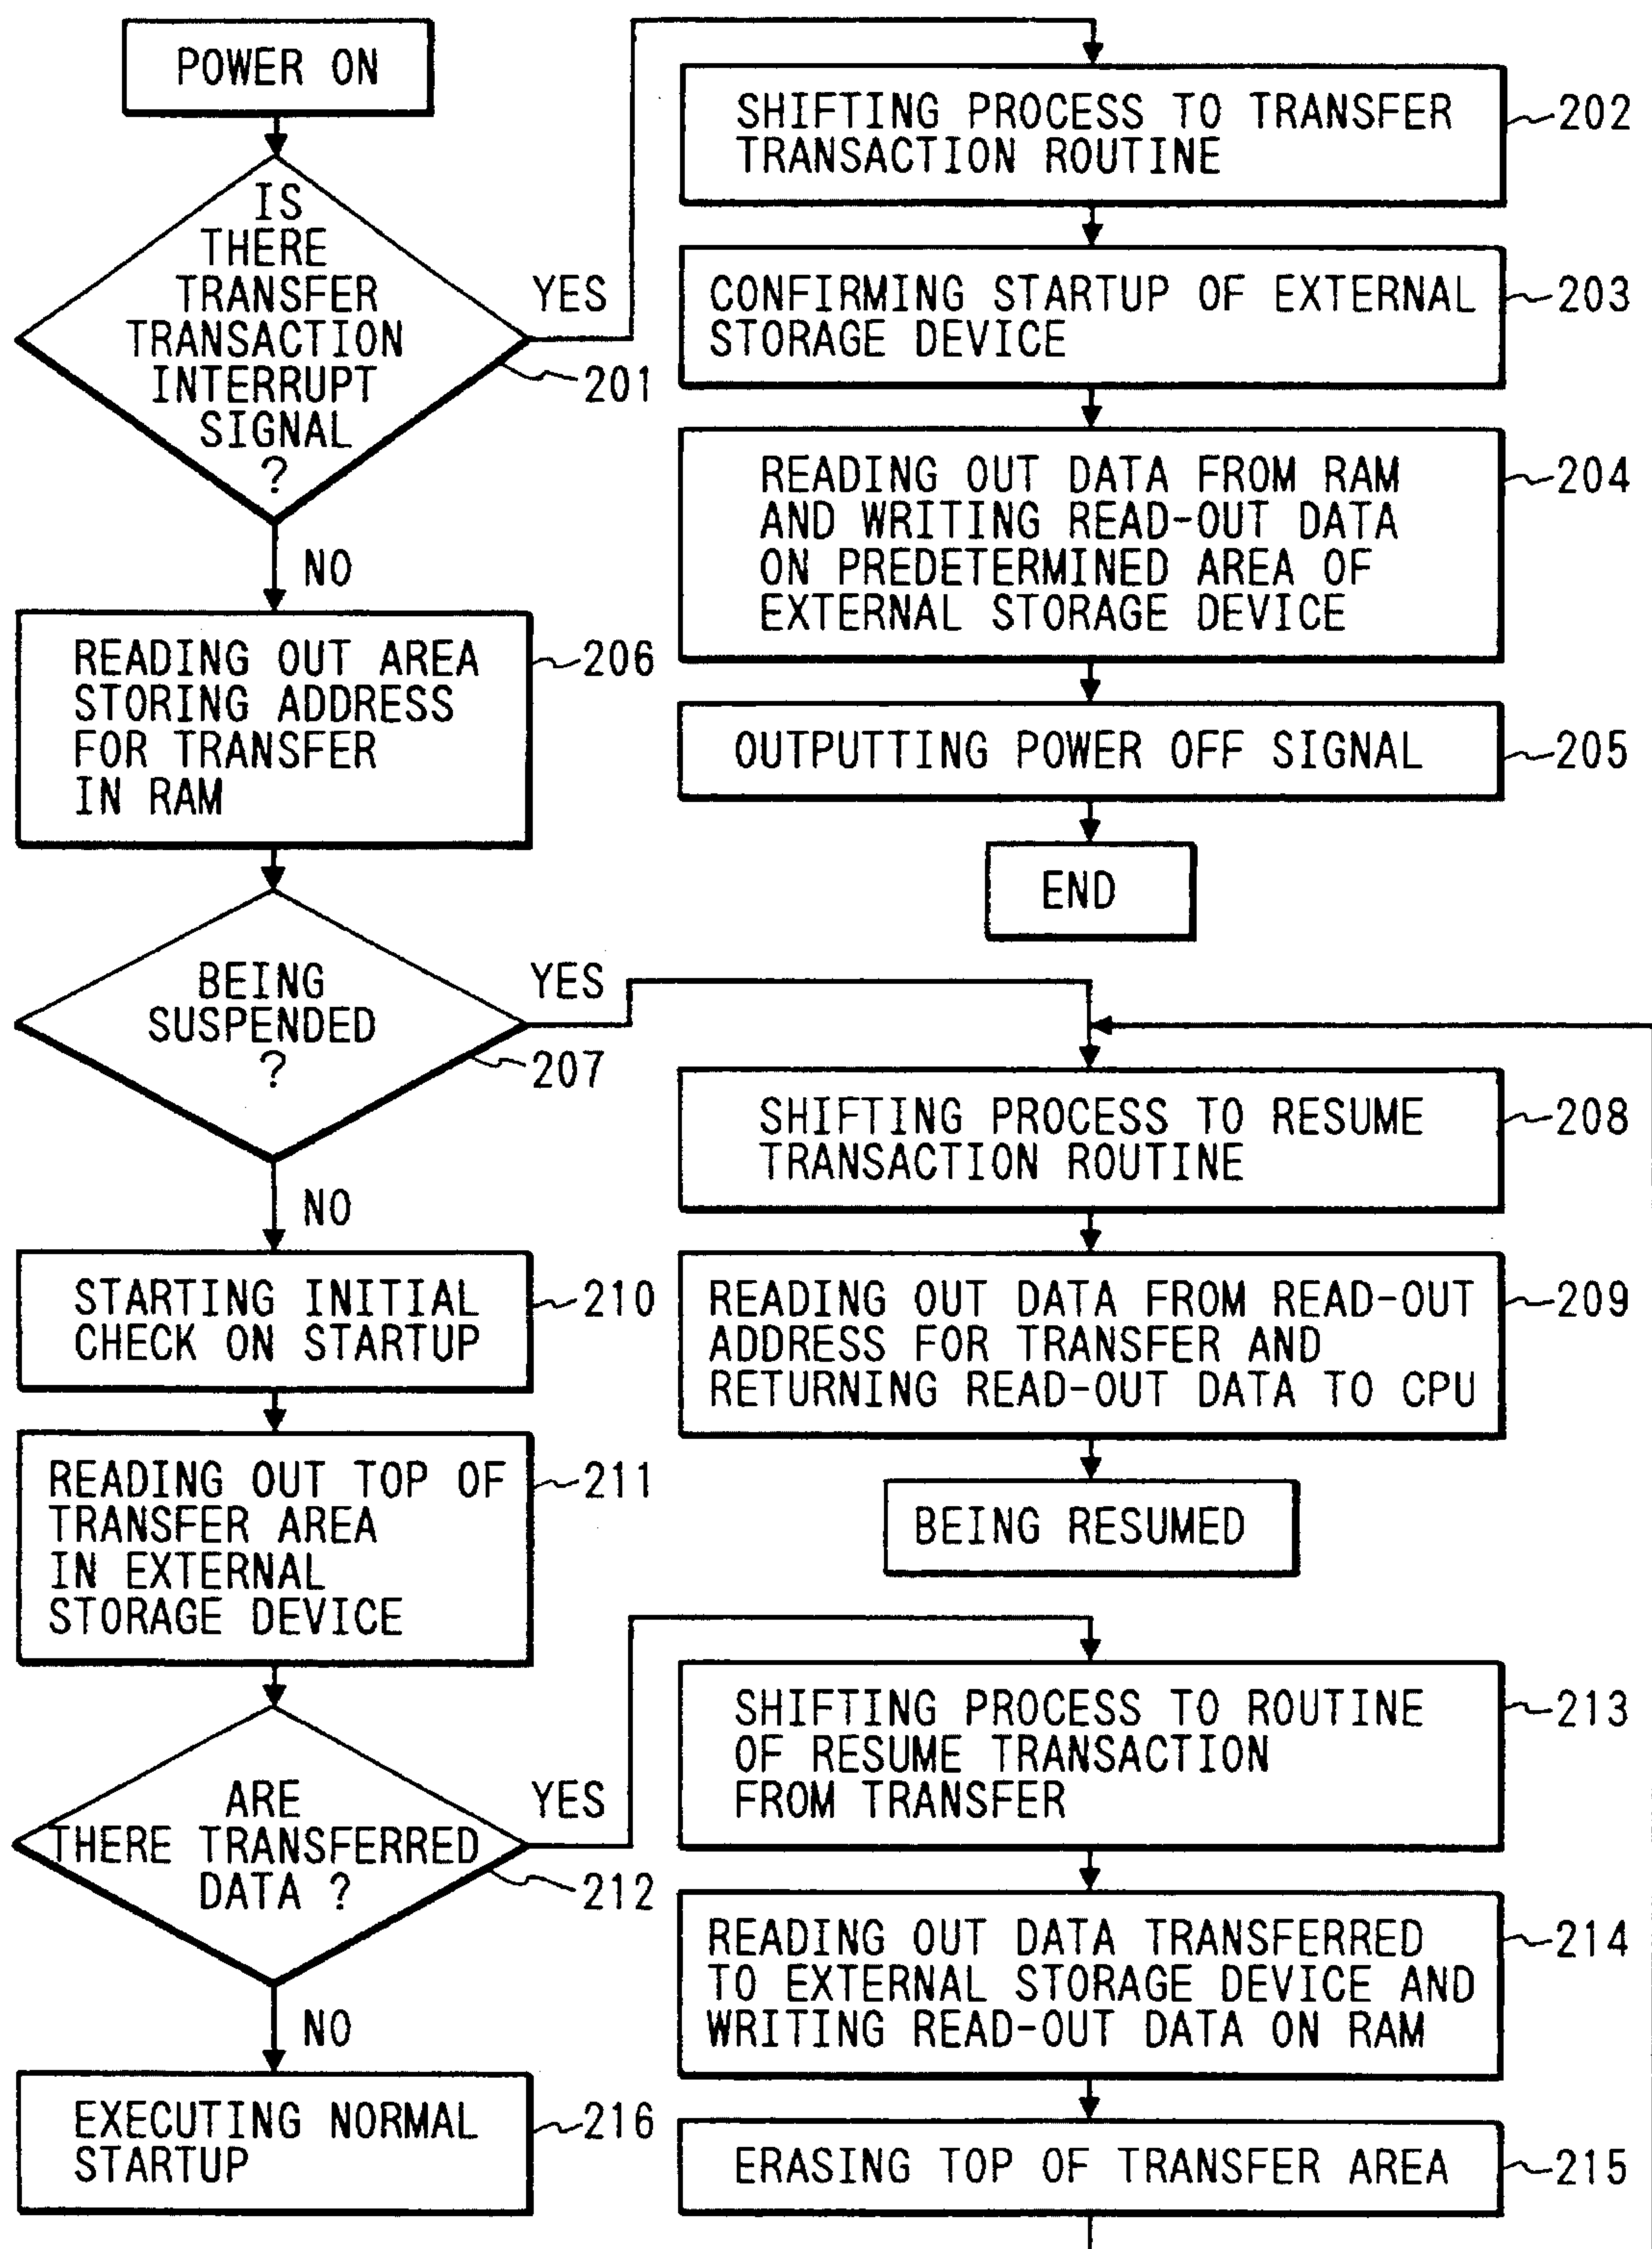 POWER ON
IS
THERE
TRANSFER
TRANSACTION
INTERRUPT
SIGNAL
?
YES
201
NO
SHIFTING PROCESS TO TRANSFER
TRANSACTION ROUTINE
202
CONFIRMING STARTUP OF EXTERNAL
STORAGE DEVICE
203
READING OUT DATA FROM RAM
AND WRITING READ-OUT DATA
ON PREDETERMINED AREA OF
EXTERNAL STORAGE DEVICE
204
OUTPUTTING POWER OFF SIGNAL
205
END
READING OUT AREA
STORING ADDRESS
FOR TRANSFER
IN RAM
206
BEING
SUSPENDED
?
YES
207
NO
SHIFTING PROCESS TO RESUME
TRANSACTION ROUTINE
208
READING OUT DATA FROM READ-OUT
ADDRESS FOR TRANSFER AND
RETURNING READ-OUT DATA TO CPU
209
BEING RESUMED
STARTING INITIAL
CHECK ON STARTUP
210
READING OUT TOP OF
TRANSFER AREA
IN EXTERNAL
STORAGE DEVICE
211
ARE
THERE TRANSFERRED
DATA ?
YES
212
NO
SHIFTING PROCESS TO ROUTINE
OF RESUME TRANSACTION
FROM TRANSFER
213
READING OUT DATA TRANSFERRED
TO EXTERNAL STORAGE DEVICE AND
WRITING READ-OUT DATA ON RAM
214
ERASING TOP OF TRANSFER AREA
215
EXECUTING NORMAL
STARTUP
216